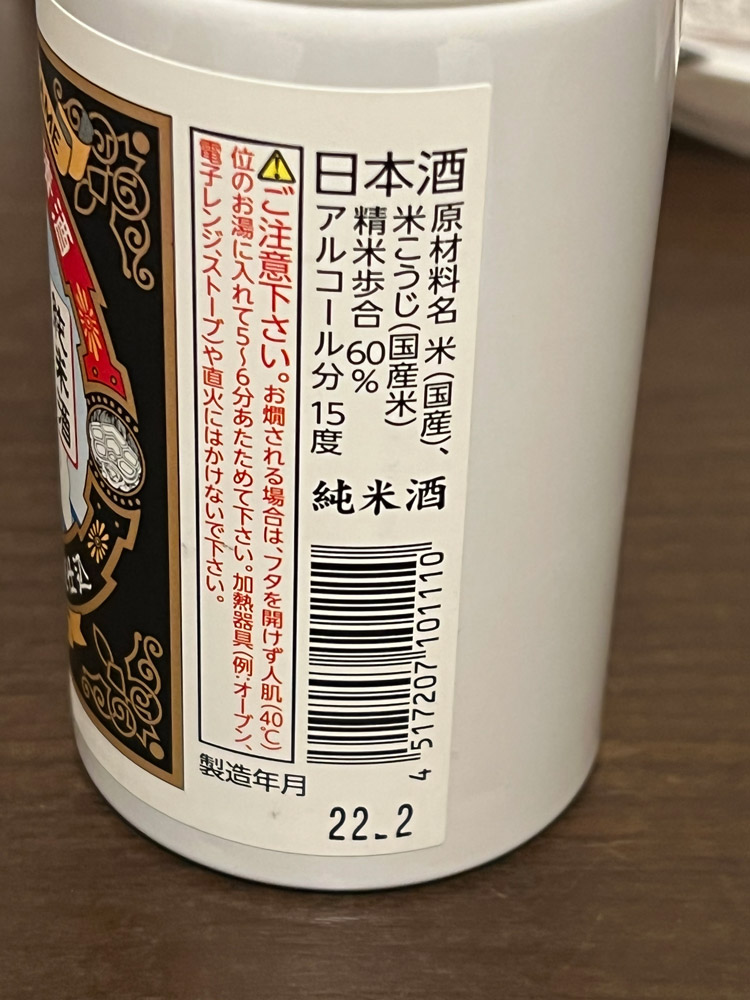 日本酒
原材料名 米(国産)、
米こうじ(国産米)
精米歩合 60%
アルコール分 15度
純米酒
4 517207 101110
⚠ご注意下さい。お燗される場合は、フタを開けず人肌(40℃)
位のお湯に入れて5~6分あたためて下さい。加熱器具(例:オーブン、
電子レンジ、ストーブ)や直火にはかけないで下さい。
製造年月
22.2
酒
純米酒